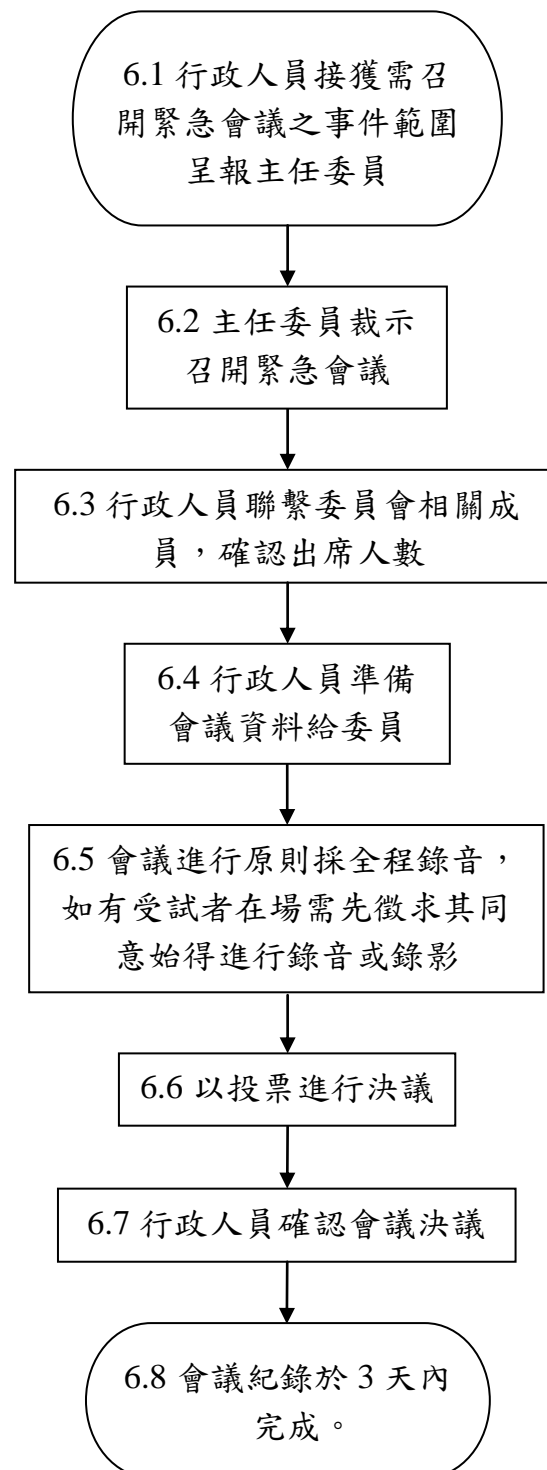 6.1 行政人員接獲需召
開緊急會議之事件範圍
呈報主任委員
6.2 主任委員裁示
召開緊急會議
6.3 行政人員聯繫委員會相關成
員，確認出席人數
6.4 行政人員準備
會議資料給委員
6.5 會議進行原則採全程錄音，
如有受試者在場需先徵求其同
意始得進行錄音或錄影
6.6 以投票進行決議
6.7 行政人員確認會議決議
6.8 會議紀錄於 3 天內
完成。